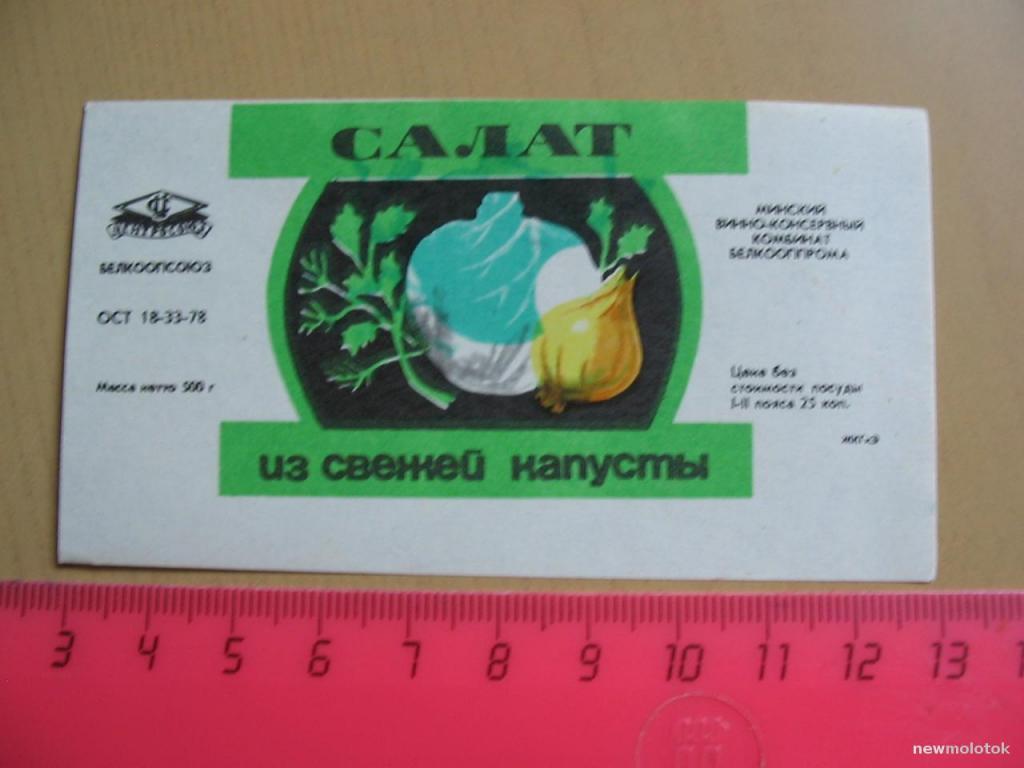 САЛАТ
ЦЕНТРОСОЮЗ
БЕЛКООПСОЮЗ
ОСТ 18-33-78
Масса нетто 500 г
МИНСКИЙ
ВИННО-КОНСЕРВНЫЙ
КОМБИНАТ
БЕЛКООППРОМА
Цена без
стоимости посуды
I-II пояса 25 коп.
из свежей капусты
3 4 5 6 7 8 9 10 11 12 13
newmolotok